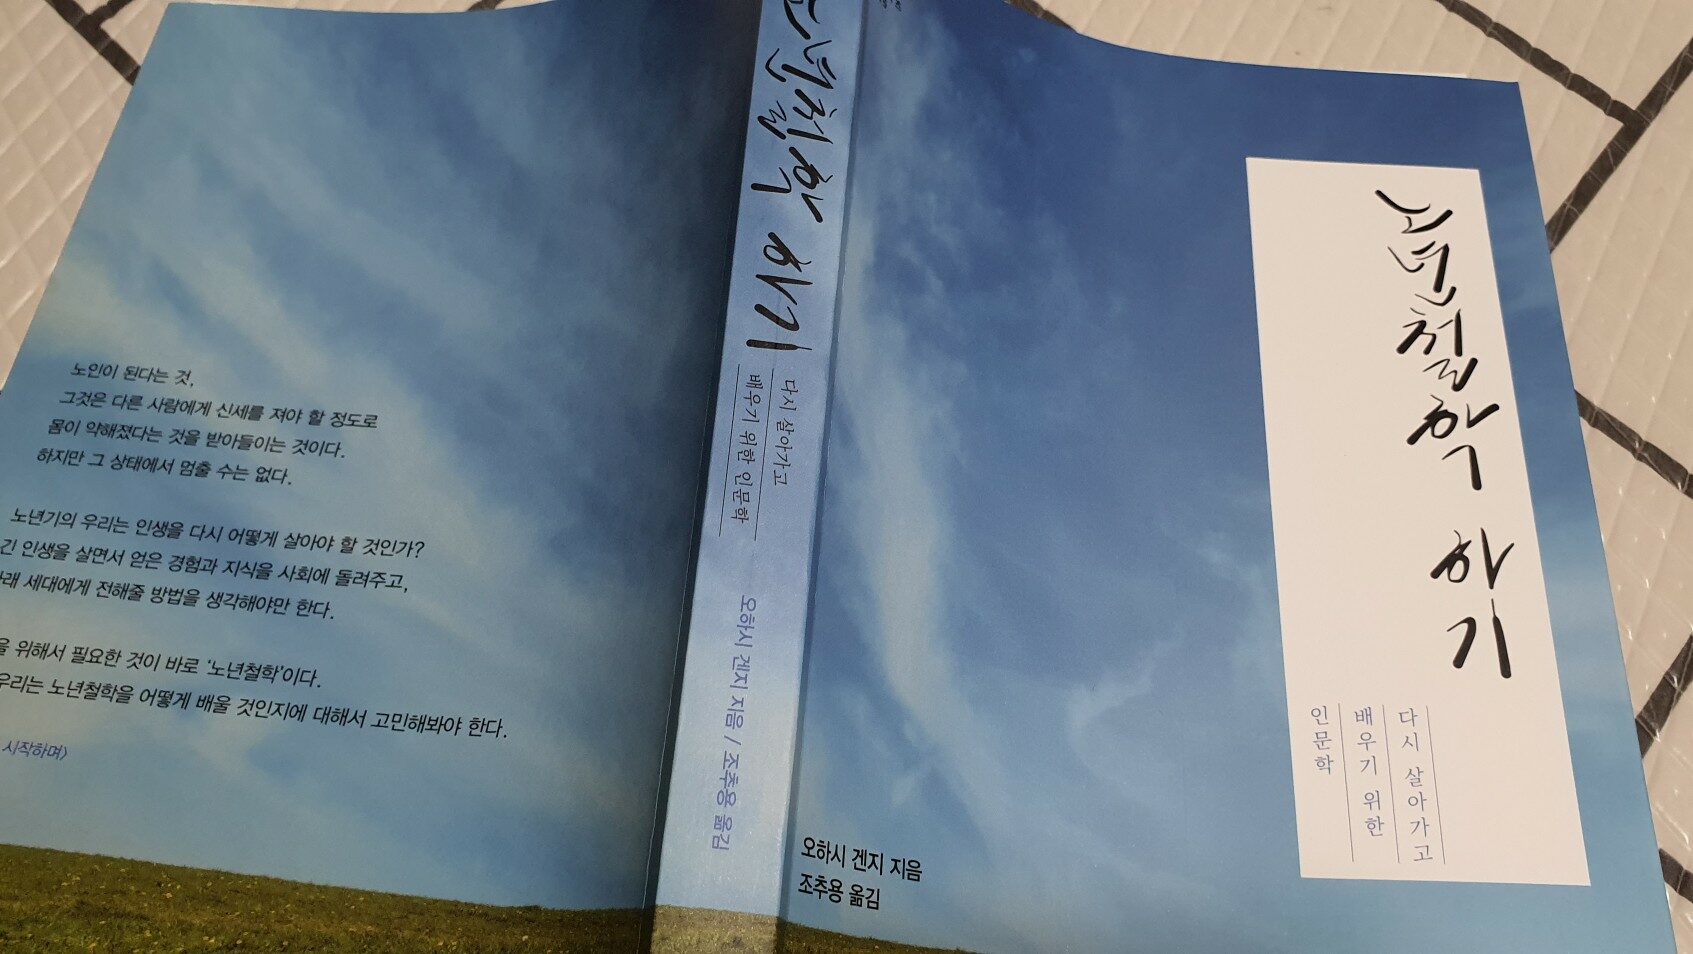 노인이 된다는 것,
그것은 다른 사람에게 신세를 져야 할 정도로
몸이 약해졌다는 것을 받아들이는 것이다.
하지만 그 상태에서 멈출 수는 없다.
노년기의 우리는 인생을 다시 어떻게 살아야 할 것인가?
긴 인생을 살면서 얻은 경험과 지식을 사회에 돌려주고,
세대에게 전해줄 방법을 생각해야만 한다.
위해서 필요한 것이 바로 '노년철학'이다.
우리는 노년철학을 어떻게 배울 것인지에 대해서 고민해봐야 한다.
시작하며〉
노년철학 하기
다시 살아가고
배우기 위한 인문학
오하시 겐지 지음 / 조추용 옮김
노년철학 하기
다시 살아가고
배우기 위한
인문학
오하시 겐지 지음
조추용 옮김